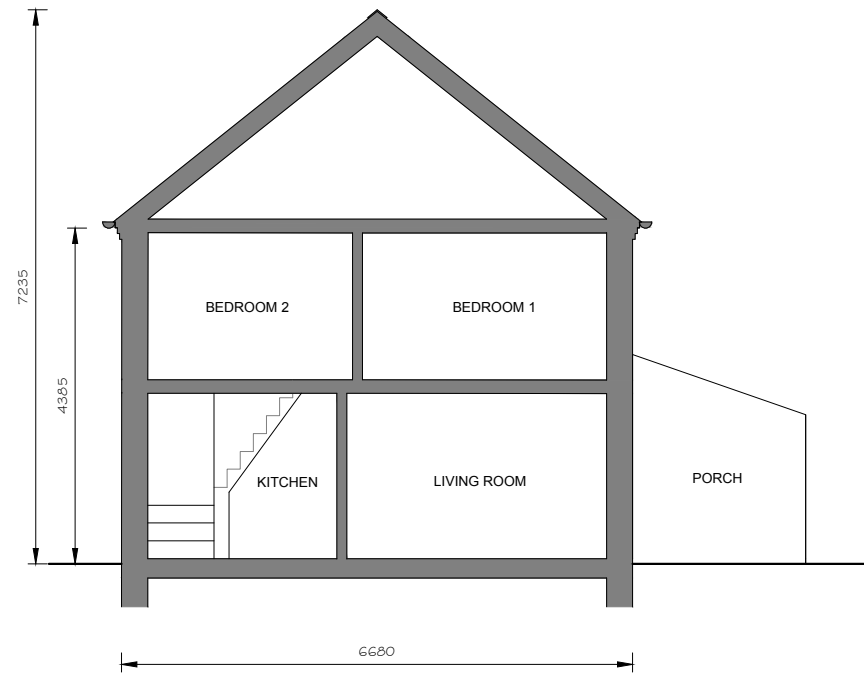 7235
4385
BEDROOM 2
BEDROOM 1
KITCHEN
LIVING ROOM
PORCH
6680